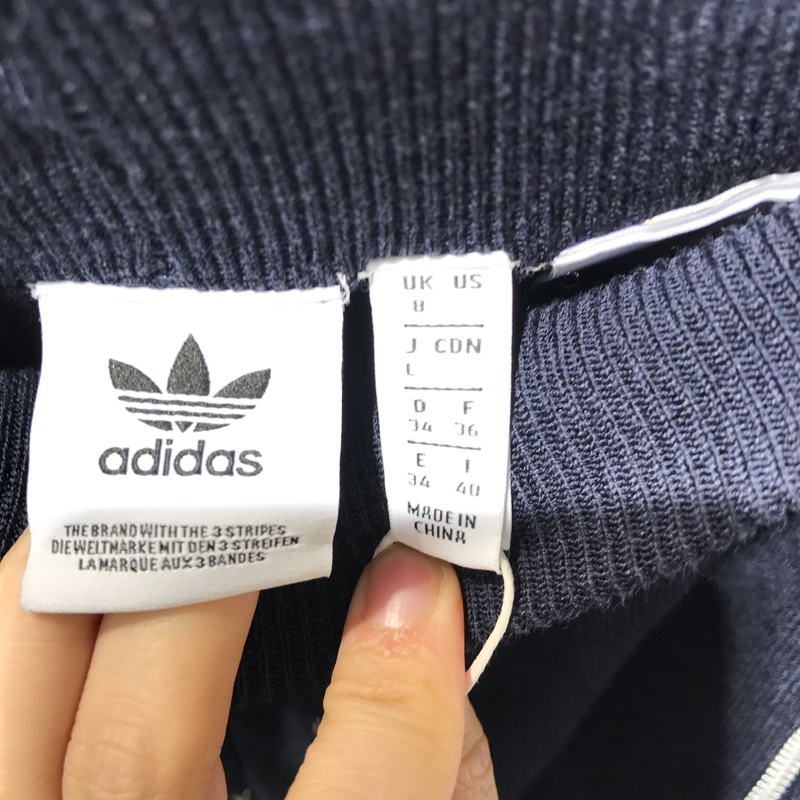 adidas
THE BRAND WITH THE 3 STRIPES
DIE WELTMARKE MIT DEN 3 STREIFEN
LA MARQUE AUX 3 BANDES
UK US
8
J CDN
L
D F
34 36
E I
34 40
MADE IN
CHINA